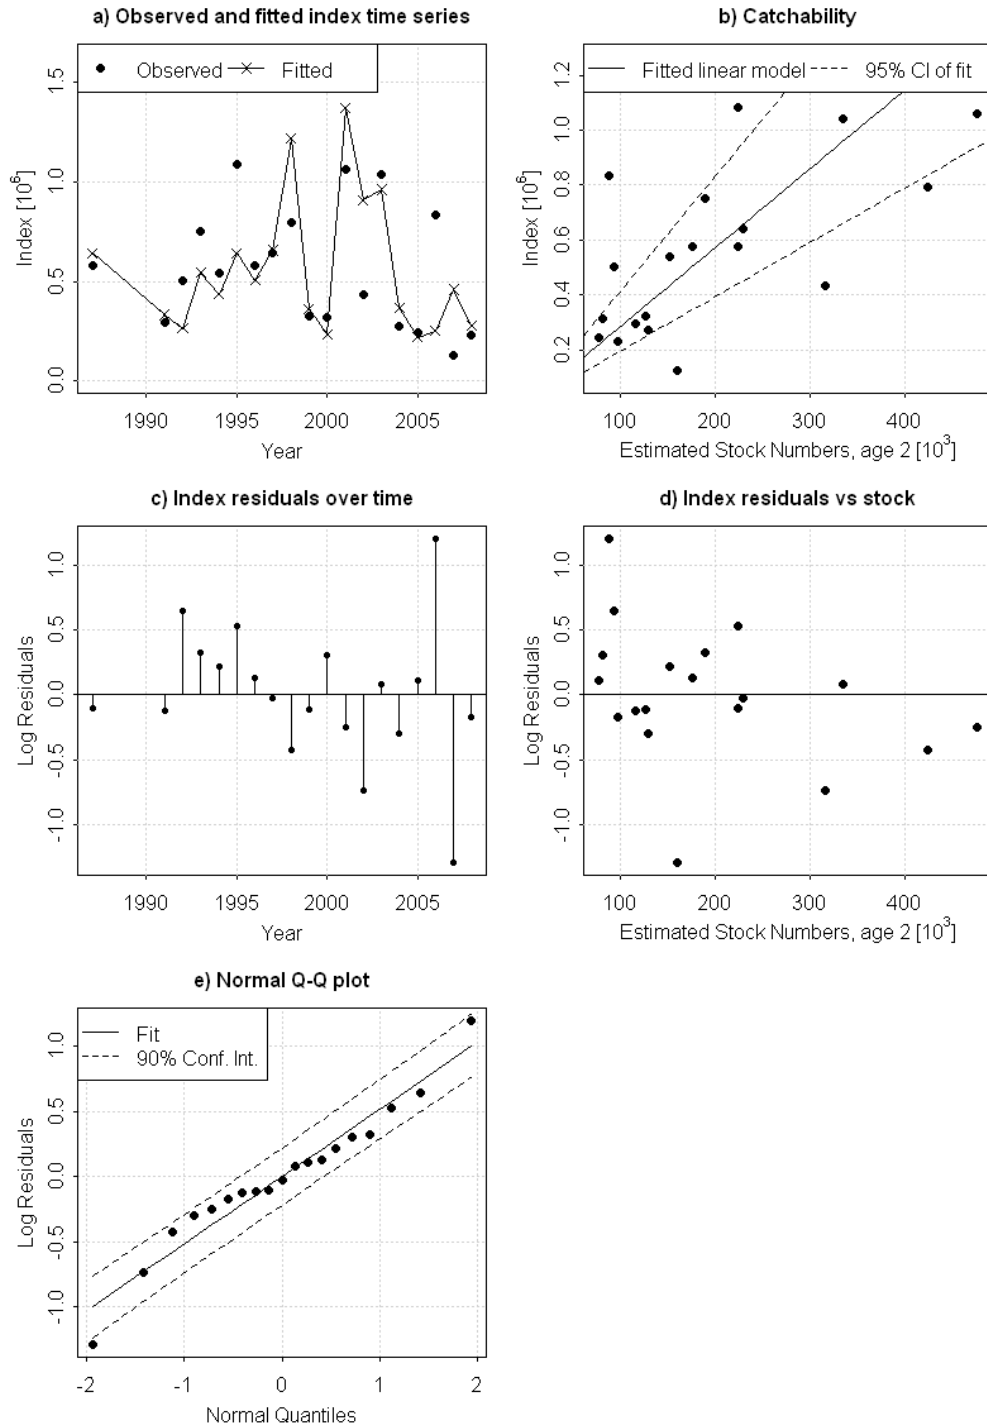 a) Observed and fitted index time series
Observed
Fitted
Index [10^6]
0.0 0.5 1.0 1.5
1990 1995 2000 2005
Year
b) Catchability
Fitted linear model
95% CI of fit
Index [10^6]
0.2 0.4 0.6 0.8 1.0 1.2
100 200 300 400
Estimated Stock Numbers, age 2 [10^3]
c) Index residuals over time
Log Residuals
-1.0 -0.5 0.0 0.5 1.0
1990 1995 2000 2005
Year
d) Index residuals vs stock
Log Residuals
-1.0 -0.5 0.0 0.5 1.0
100 200 300 400
Estimated Stock Numbers, age 2 [10^3]
e) Normal Q-Q plot
Fit
90% Conf. Int.
Log Residuals
-1.0 -0.5 0.0 0.5 1.0
-2 -1 0 1 2
Normal Quantiles